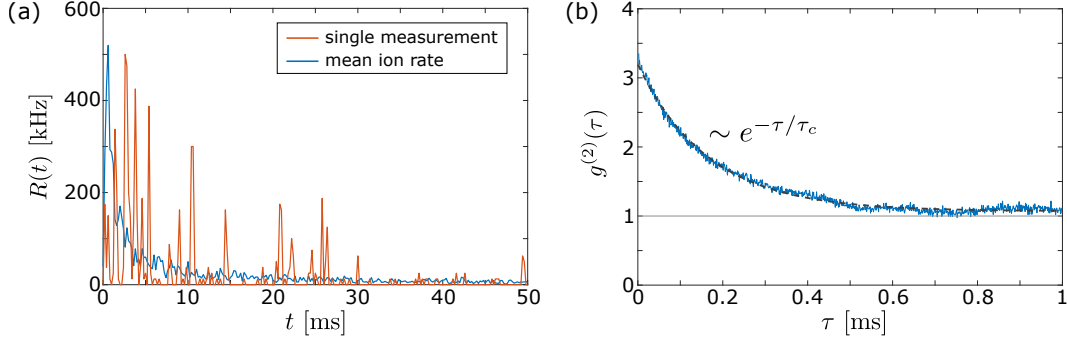 (a)
600
400
200
0
R(t) [kHz]
single measurement
mean ion rate
0 10 20 30 40 50
t [ms]
(b)
4
3
2
1
0
g^{(2)}(τ)
∼ e^{−τ/τ_c}
0 0.2 0.4 0.6 0.8 1
τ [ms]